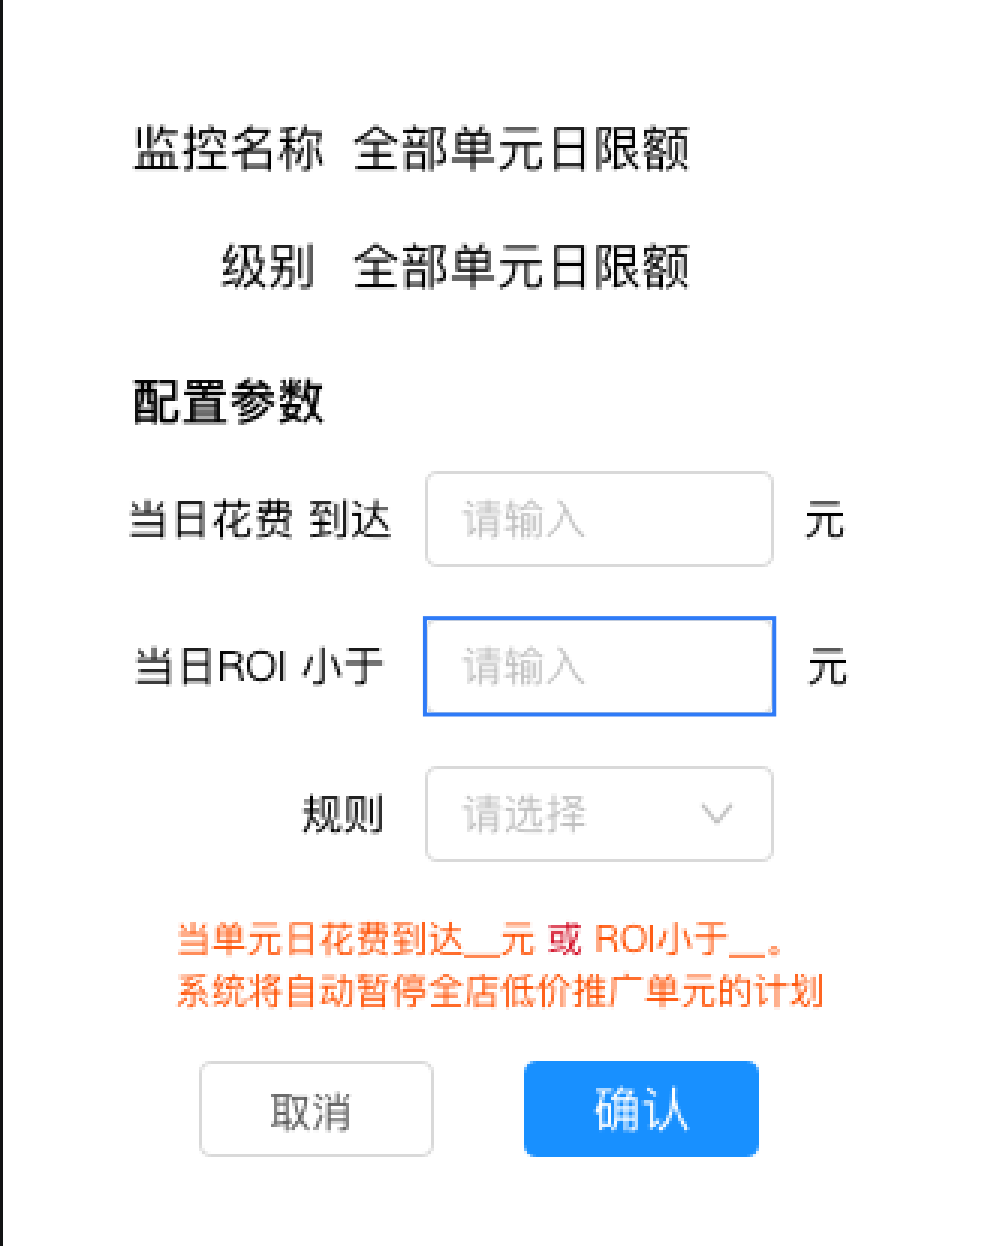 监控名称 全部单元日限额
级别 全部单元日限额
配置参数
当日花费 到达 请输入 元
当日ROI 小于 请输入 元
规则 请选择
当单元日花费到达__元 或 ROI小于__。
系统将自动暂停全店低价推广单元的计划
取消 确认